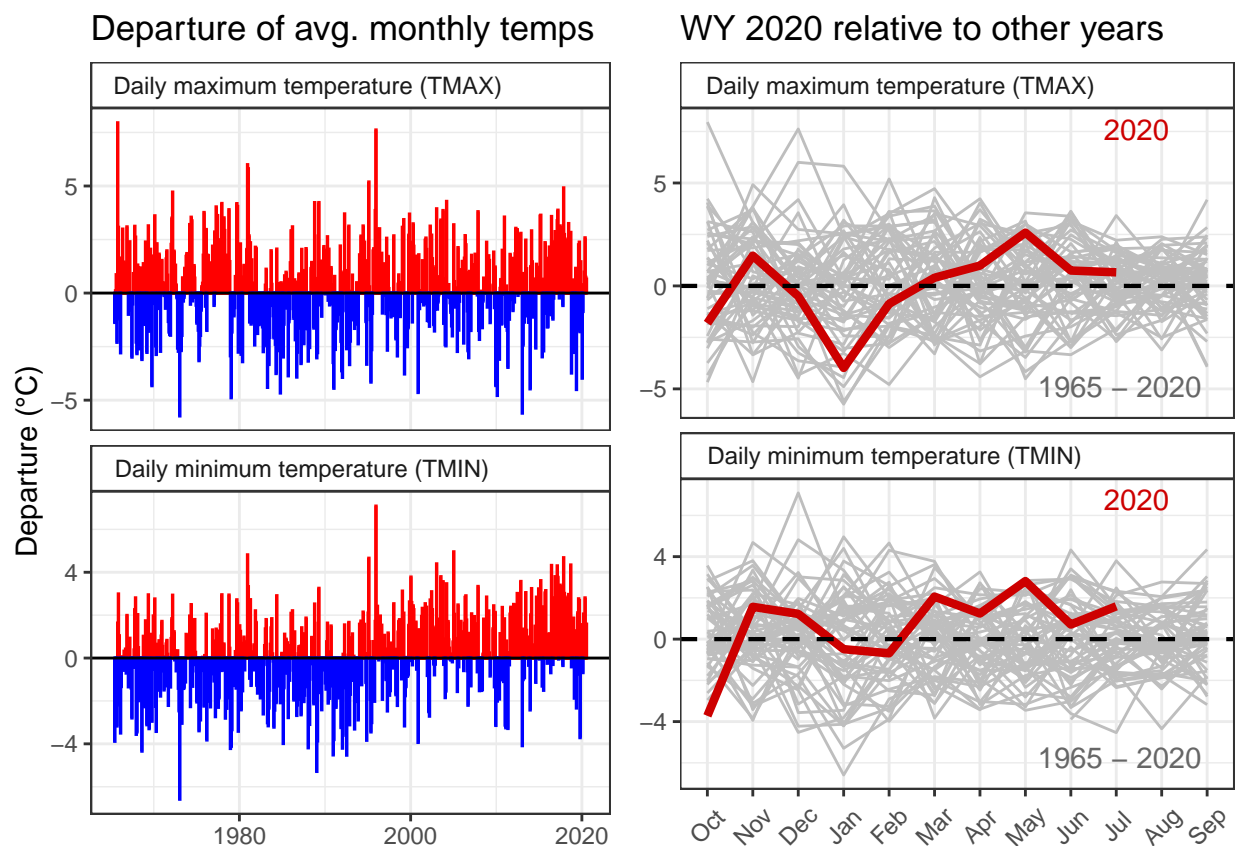 Departure of avg. monthly temps
WY 2020 relative to other years
Departure (°C)
Daily maximum temperature (TMAX)
5
0
−5
Daily minimum temperature (TMIN)
4
0
−4
1980
2000
2020
Daily maximum temperature (TMAX)
2020
5
0
−5
1965 – 2020
Daily minimum temperature (TMIN)
2020
4
0
−4
1965 – 2020
Oct
Nov
Dec
Jan
Feb
Mar
Apr
May
Jun
Jul
Aug
Sep